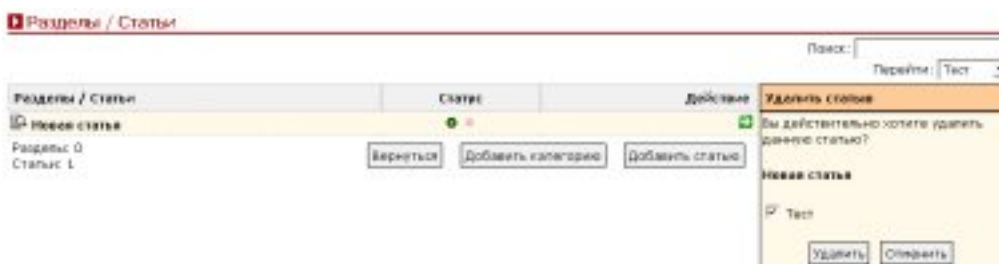 Разделы / Статьи
Поиск:
Перейти: Тест
Разделы / Статьи Статус Действие Удалить статью
Новая статья
Вы действительно хотите удалить
данную статью?
Разделы: 0
Статьи: 1
Вернуться Добавить категорию Добавить статью
Новая статья
Тест
Удалить Отменить